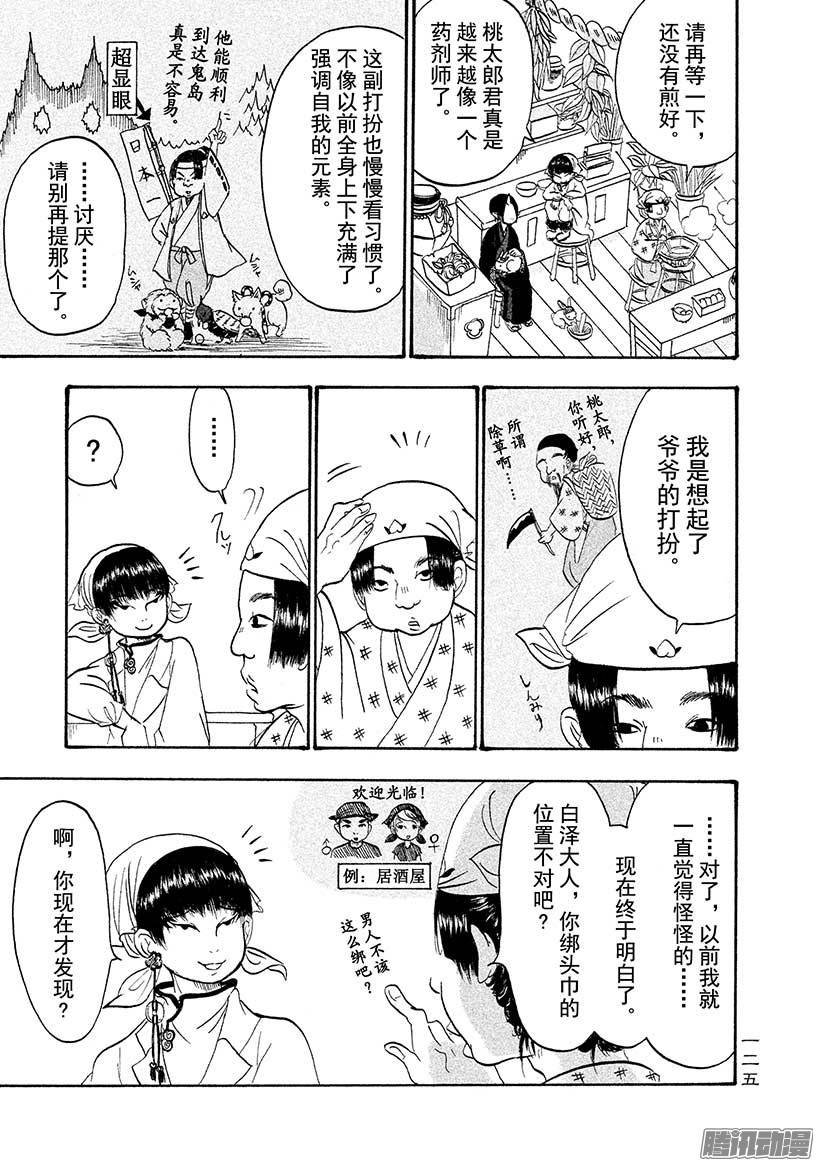 请再等一下，
还没有煎好。
桃太郎君真是
越来越像一个
药剂师了。
这副打扮也慢慢看习惯了。
不像以前全身上下充满了
强调自我的元素。
他能顺利
到达鬼岛
真是不容易。
超显眼
日本一
……讨厌……
请别再提那个了。
我是想起了
爷爷的打扮。
桃太郎，
你听好，
所谓
除草啊……
しんみり
……
クルッ
？
……对了，以前我就
一直觉得怪怪的……
现在终于明白了。
白泽大人，你绑头巾的
位置不对吧？
欢迎光临！
♂
♀
例：居酒屋
男人不该
这么绑吧？
啊，你现在才发现？
一二五
腾讯动漫